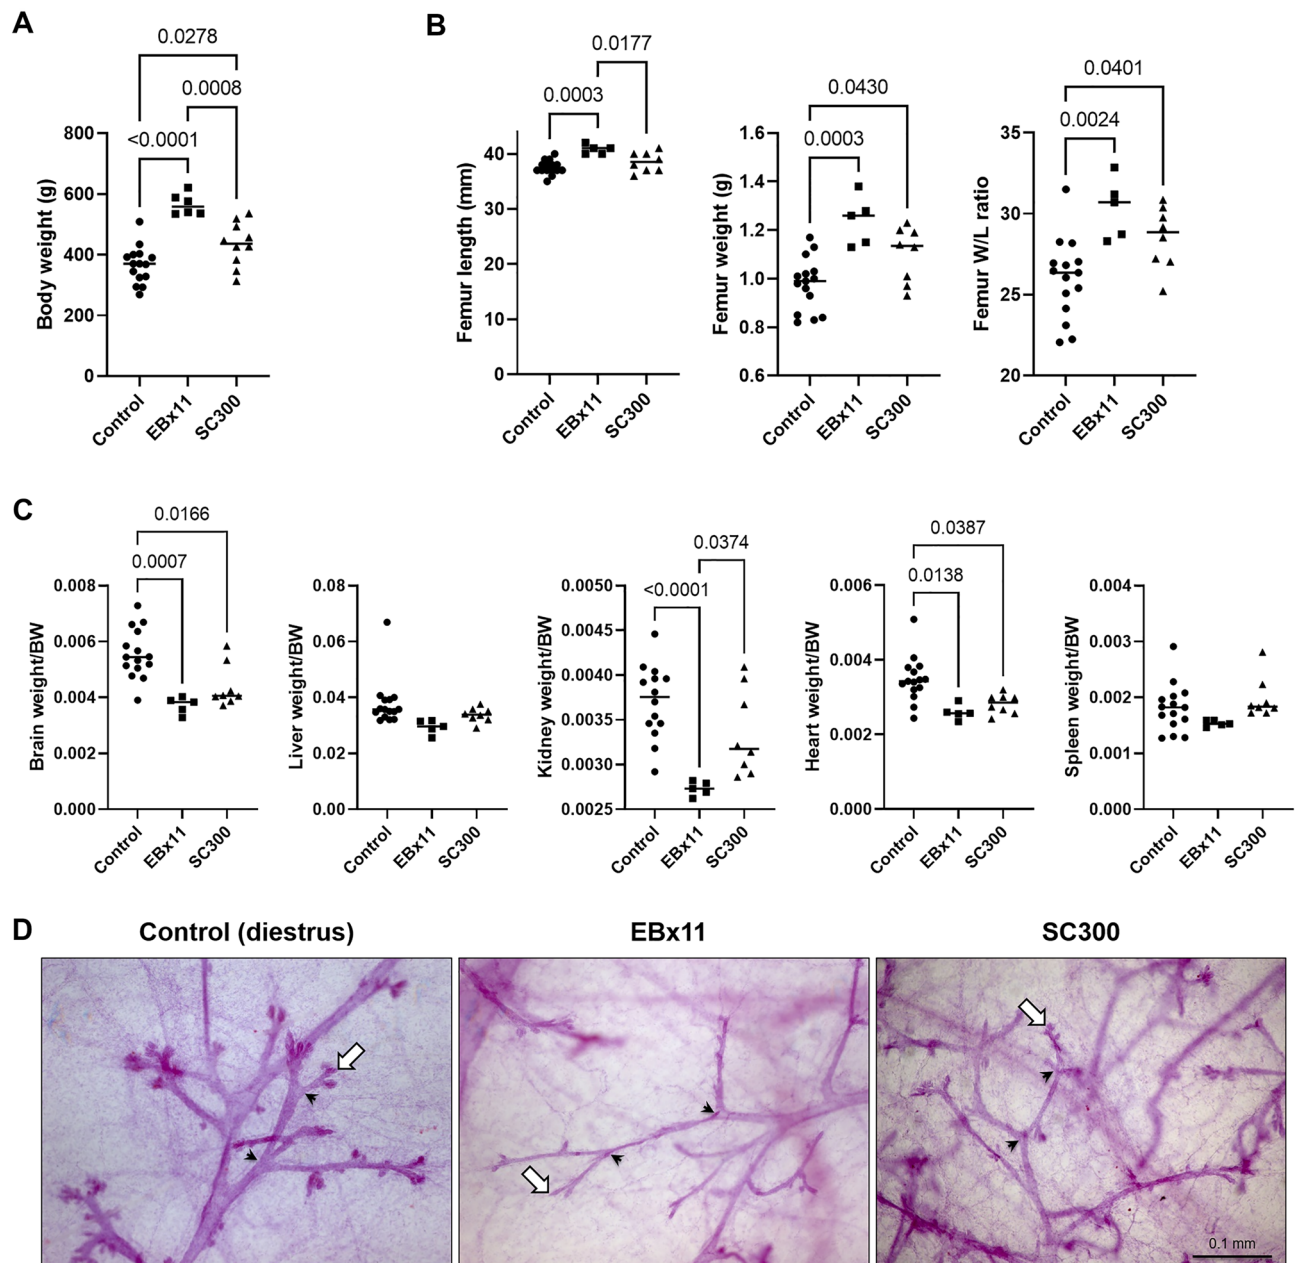 A
0.0278
0.0008
<0.0001
Body weight (g)
800
600
400
200
0
Control
EBx11
SC300
B
0.0177
0.0003
Femur length (mm)
40
30
20
10
0
Control
EBx11
SC300
0.0430
0.0003
Femur weight (g)
1.6
1.4
1.2
1.0
0.8
0.6
Control
EBx11
SC300
0.0401
0.0024
Femur W/L ratio
35
30
25
20
Control
EBx11
SC300
C
0.0166
0.0007
Brain weight/BW
0.008
0.006
0.004
0.002
0.000
Control
EBx11
SC300
Liver weight/BW
0.08
0.06
0.04
0.02
0.00
Control
EBx11
SC300
0.0374
<0.0001
Kidney weight/BW
0.0050
0.0045
0.0040
0.0035
0.0030
0.0025
Control
EBx11
SC300
0.0387
0.0138
Heart weight/BW
0.006
0.004
0.002
0.000
Control
EBx11
SC300
Spleen weight/BW
0.004
0.003
0.002
0.001
0.000
Control
EBx11
SC300
D
Control (diestrus)
EBx11
SC300
0.1 mm